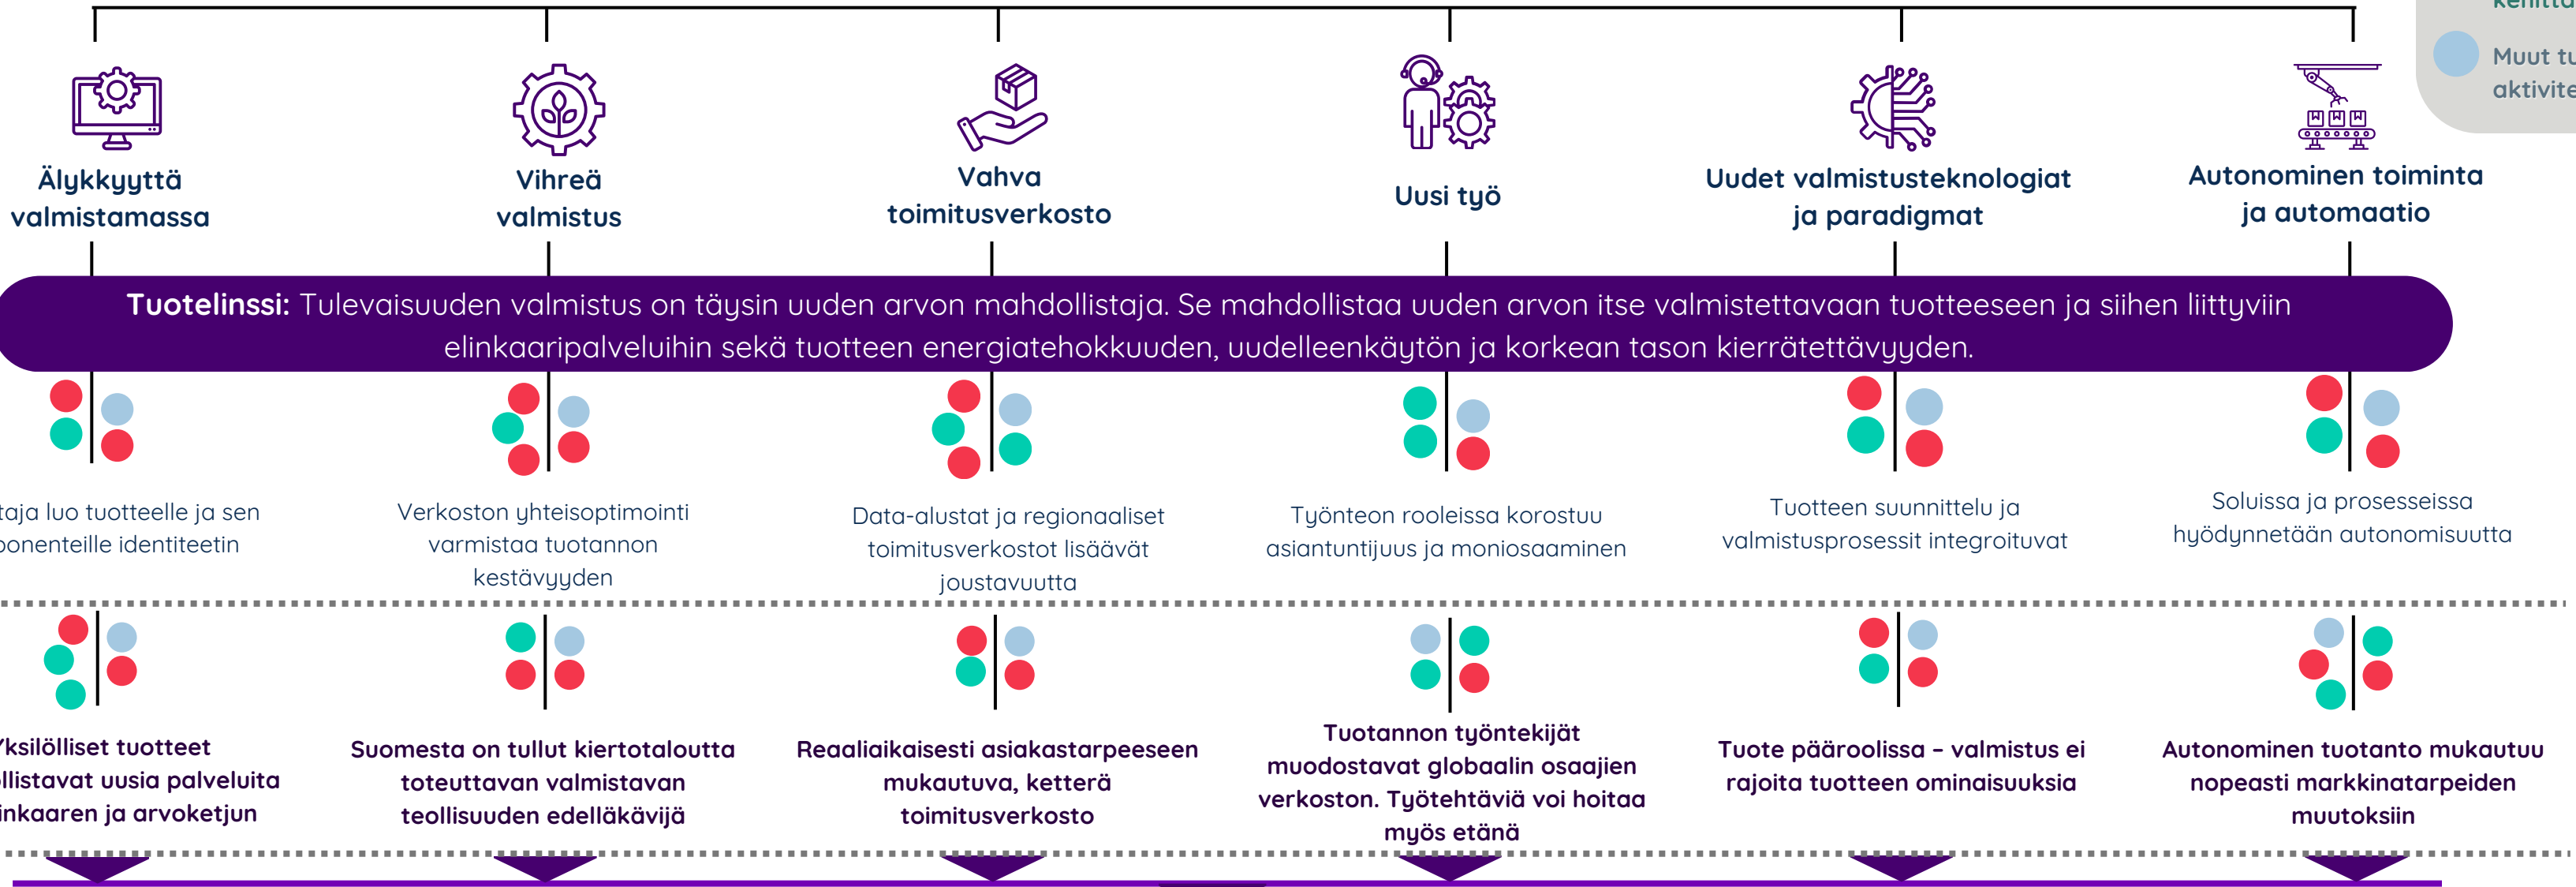 Muut
Älykkyyttä
valmistamassa
Vihreä
valmistus
Vahva
toimitusverkosto
Uusi työ
Uudet valmistusteknologiat
ja paradigmat
Autonominen toiminta
ja automaatio
Tuotelinssi: Tulevaisuuden valmistus on täysin uuden arvon mahdollistaja. Se mahdollistaa uuden arvon itse valmistettavaan tuotteeseen ja siihen liittyviin
elinkaaripalveluihin sekä tuotteen energiatehokkuuden, uudelleenkäytön ja korkean tason kierrätettävyyden.
luo tuotteelle ja sen
identiteetin
Verkoston yhteisoptimointi
varmistaa tuotannon
kestävyyden
Data-alustat ja regionaaliset
toimitusverkostot lisäävät
joustavuutta
Työnteon rooleissa korostuu
asiantuntijuus ja moniosaaminen
Tuotteen suunnittelu ja
valmistusprosessit integroituvat
Soluissa ja prosesseissa
hyödynnetään autonomisuutta
Yksilölliset tuotteet
uusia palveluita
ja arvoketjun
Suomesta on tullut kiertotaloutta
toteuttavan valmistavan
teollisuuden edelläkävijä
Reaaliaikaisesti asiakastarpeeseen
mukautuva, ketterä
toimitusverkosto
Tuotannon työntekijät
muodostavat globaalin osaajien
verkoston. Työtehtäviä voi hoitaa
myös etänä
Tuote pääroolissa – valmistus ei
rajoita tuotteen ominaisuuksia
Autonominen tuotanto mukautuu
nopeasti markkinatarpeiden
muutoksiin